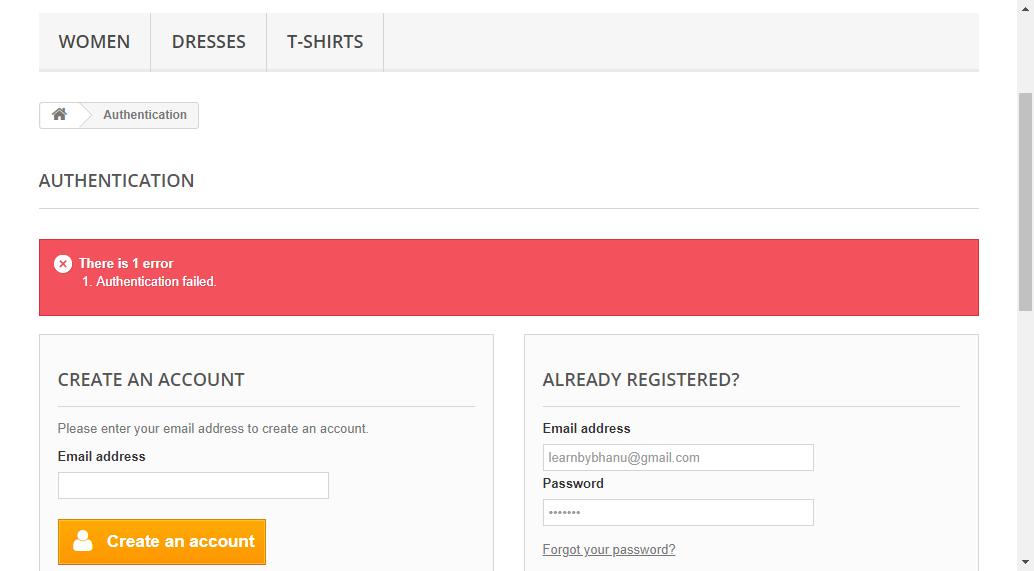 WOMEN DRESSES T-SHIRTS
Authentication
AUTHENTICATION
There is 1 error
1. Authentication failed.
CREATE AN ACCOUNT
Please enter your email address to create an account.
Email address
Create an account
ALREADY REGISTERED?
Email address
learnbybhanu@gmail.com
Password
•••••••
Forgot your password?